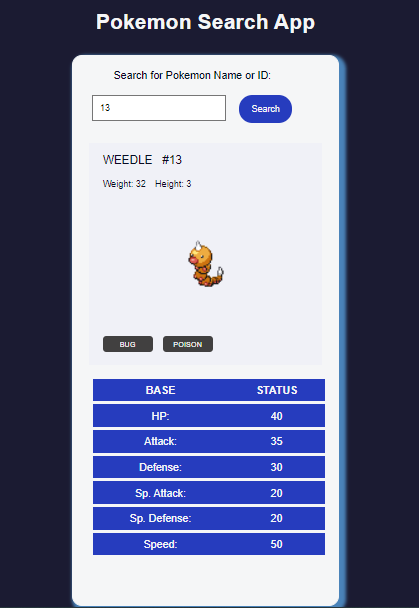 Pokemon Search App
Search for Pokemon Name or ID:
13 Search
WEEDLE #13
Weight: 32 Height: 3
BUG POISON
BASE STATUS
HP: 40
Attack: 35
Defense: 30
Sp. Attack: 20
Sp. Defense: 20
Speed: 50